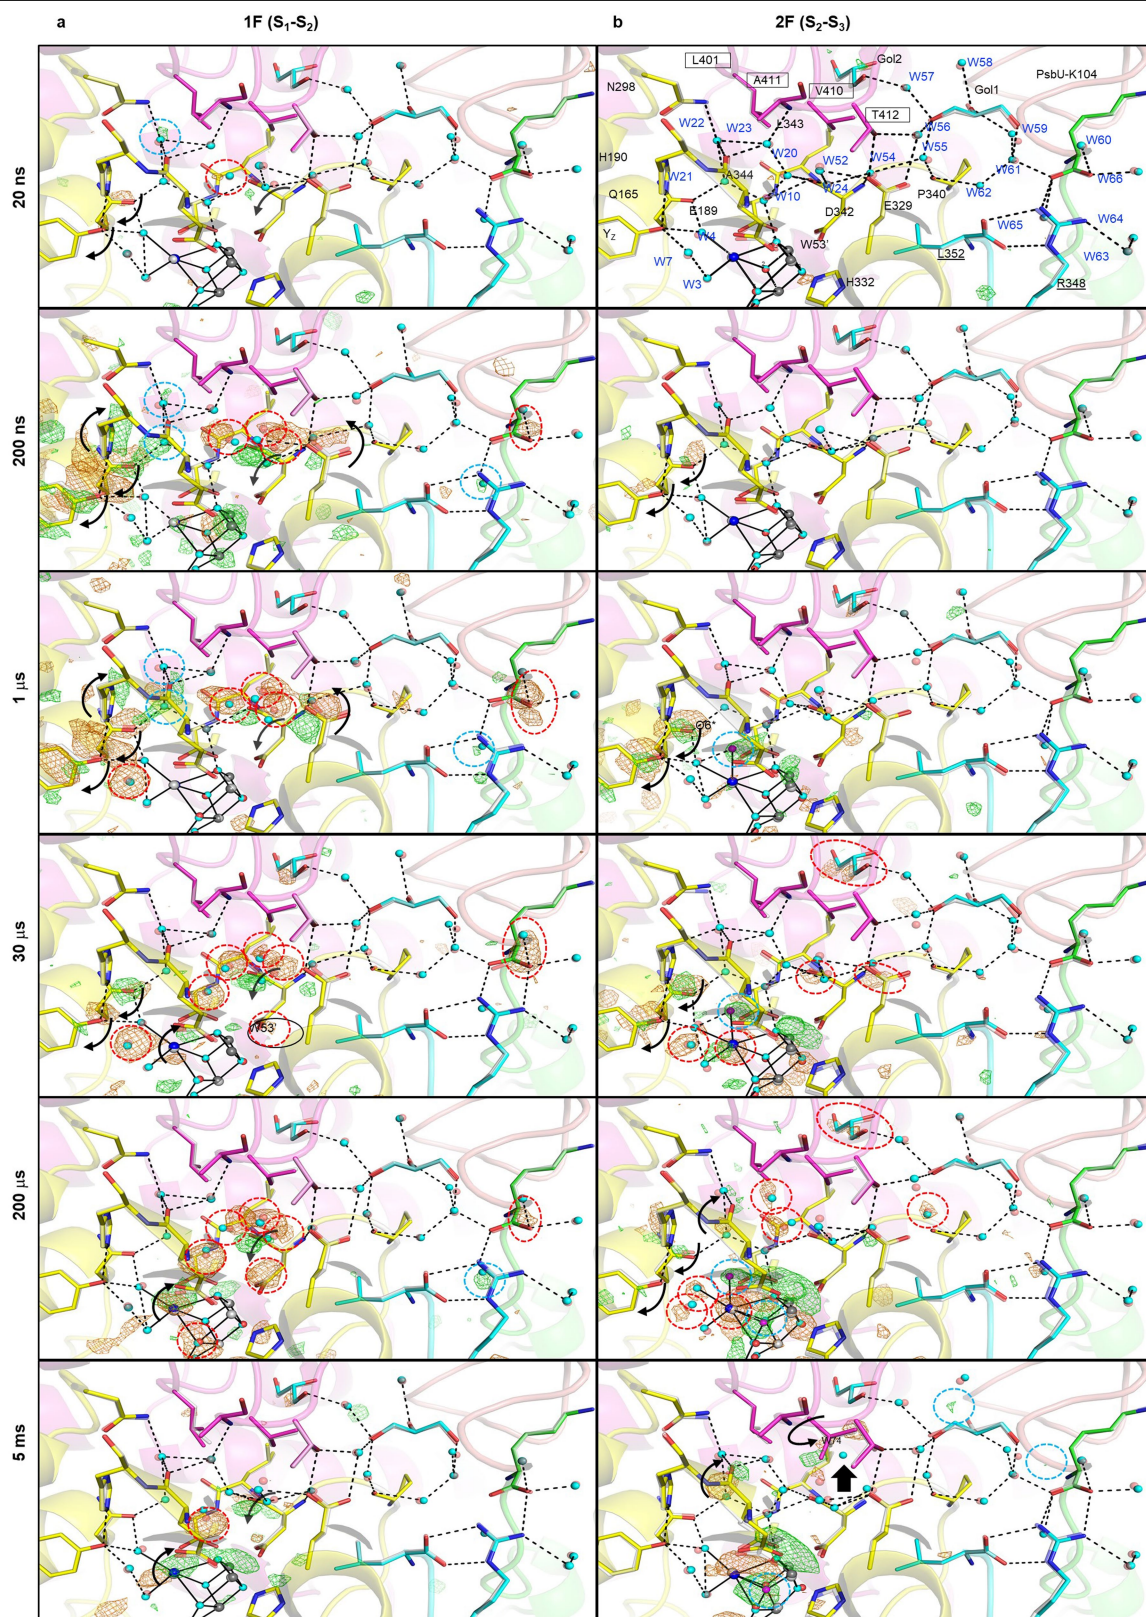 a
1F (S₁-S₂)
b
2F (S₂-S₃)
20 ns
L401
Gol2
W58
A411
W57
PsbU-K104
N298
V410
Gol1
T412
W22
W23
E343
W56
W59
W60
W55
H190
W20
W52
W54
W61
W21
A344
W66
W24
W62
Q165
W10
P340
E189
D342
E329
W64
Y_Z
W4
W65
W53'
L352
W63
W7
H332
W3
R348
200 ns
1 μs
O6
30 μs
W53'
200 μs
5 ms
W74